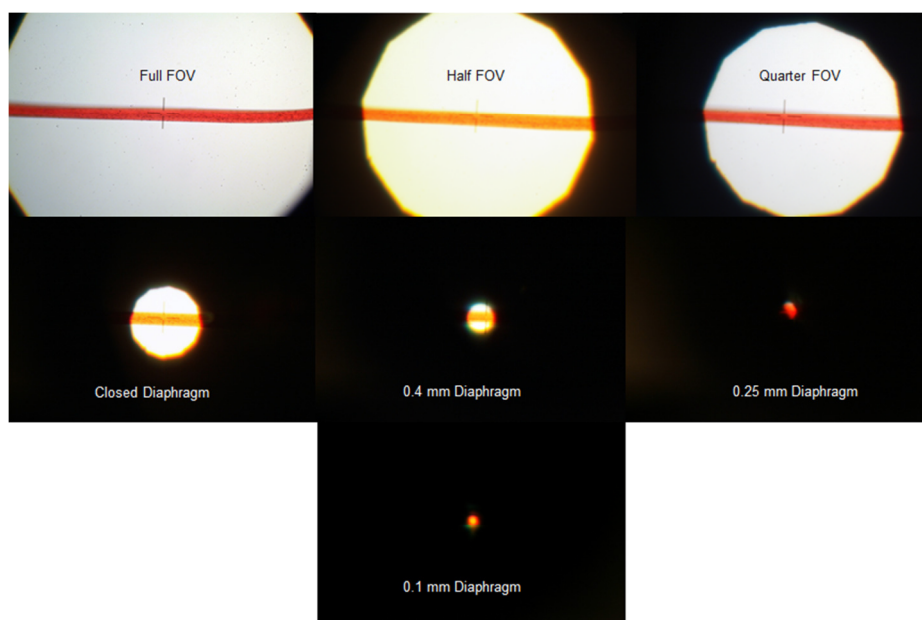 Full FOV
Half FOV
Quarter FOV
Closed Diaphragm
0.4 mm Diaphragm
0.25 mm Diaphragm
0.1 mm Diaphragm